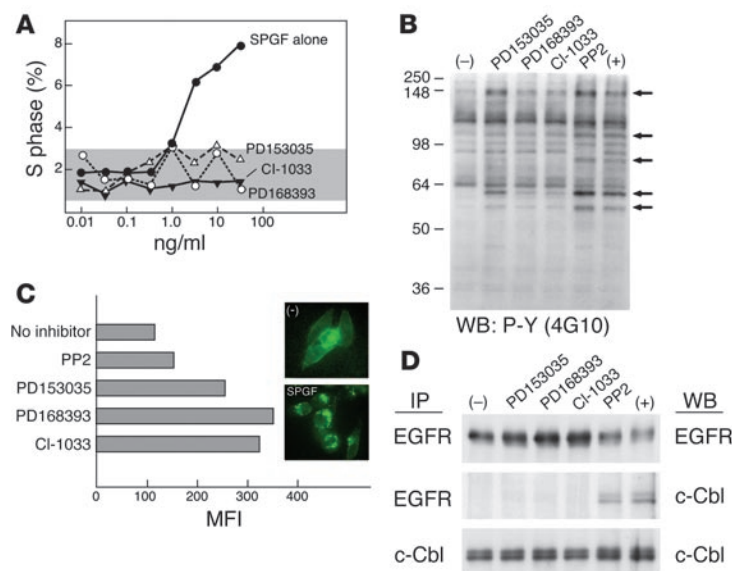 A
S phase (%)
8
6
4
2
SPGF alone
PD153035
CI-1033
PD168393
0.01
0.1
1.0
10
100
ng/ml
B
(–)
PD153035
PD168393
CI-1033
PP2
(+)
250
148
98
64
50
36
WB: P-Y (4G10)
C
No inhibitor
PP2
PD153035
PD168393
CI-1033
0
100
200
300
400
MFI
(-)
SPGF
D
IP
(–)
PD153035
PD168393
CI-1033
PP2
(+)
WB
EGFR
EGFR
EGFR
c-Cbl
c-Cbl
c-Cbl